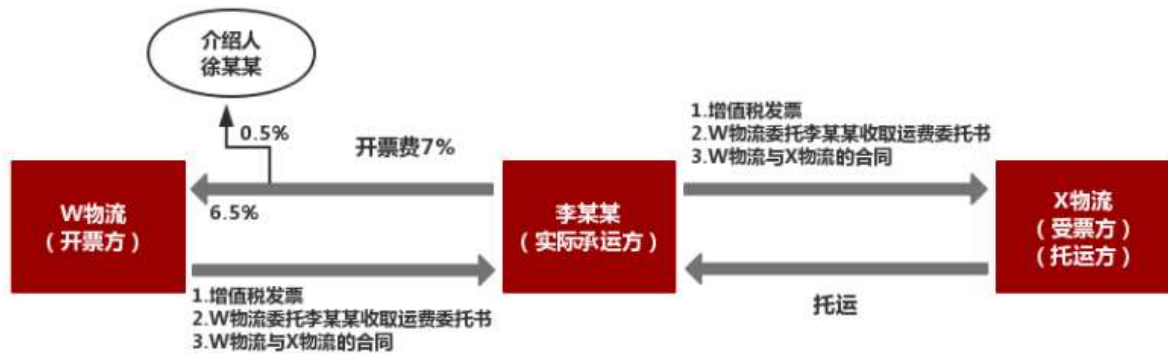 介绍人
徐某某
0.5%
开票费7%
1.增值税发票
2.W物流委托李某某收取运费委托书
3.W物流与X物流的合同
W物流
（开票方）
6.5%
李某某
（实际承运方）
X物流
（受票方）
（托运方）
1.增值税发票
2.W物流委托李某某收取运费委托书
3.W物流与X物流的合同
托运